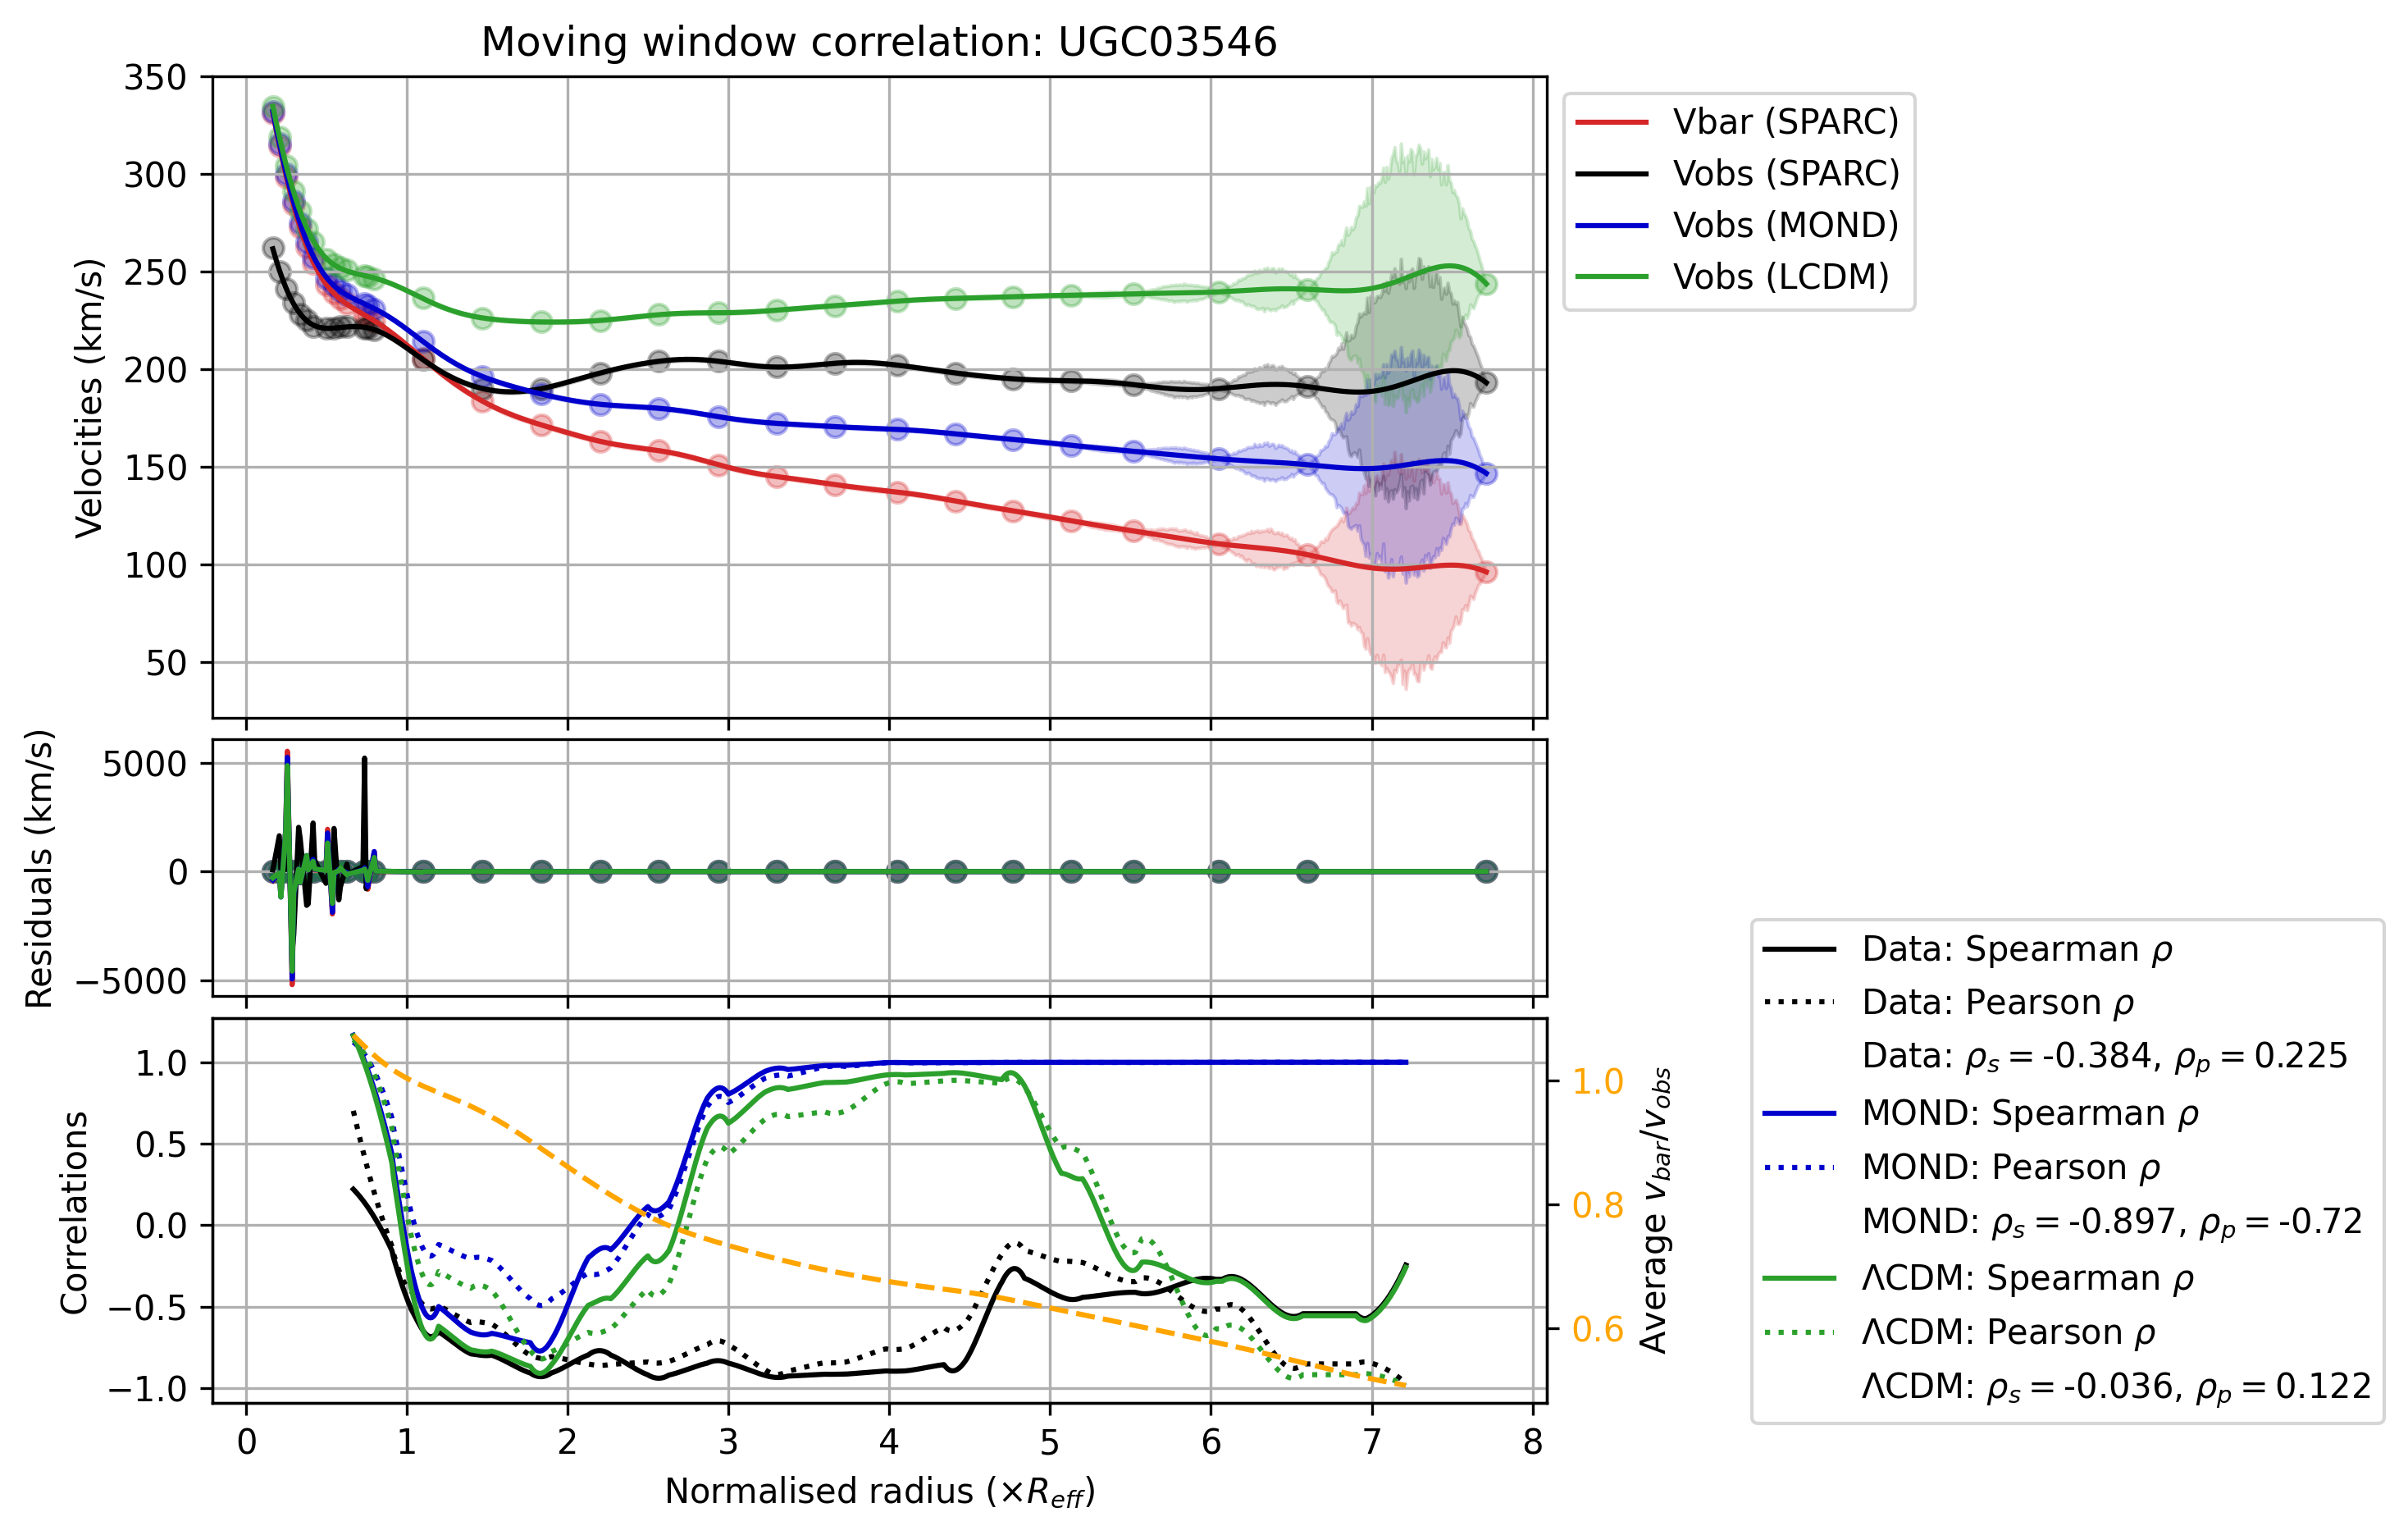 Moving window correlation: UGC03546
350
300
250
200
150
100
50
Velocities (km/s)
Vbar (SPARC)
Vobs (SPARC)
Vobs (MOND)
Vobs (LCDM)
5000
0
−5000
Residuals (km/s)
1.0
0.5
0.0
−0.5
−1.0
Correlations
1.0
0.8
0.6
Average v_bar/v_obs
0 1 2 3 4 5 6 7 8
Normalised radius (×R_eff)
Data: Spearman ρ
Data: Pearson ρ
Data: ρ_s = -0.384, ρ_p = 0.225
MOND: Spearman ρ
MOND: Pearson ρ
MOND: ρ_s = -0.897, ρ_p = -0.72
ΛCDM: Spearman ρ
ΛCDM: Pearson ρ
ΛCDM: ρ_s = -0.036, ρ_p = 0.122